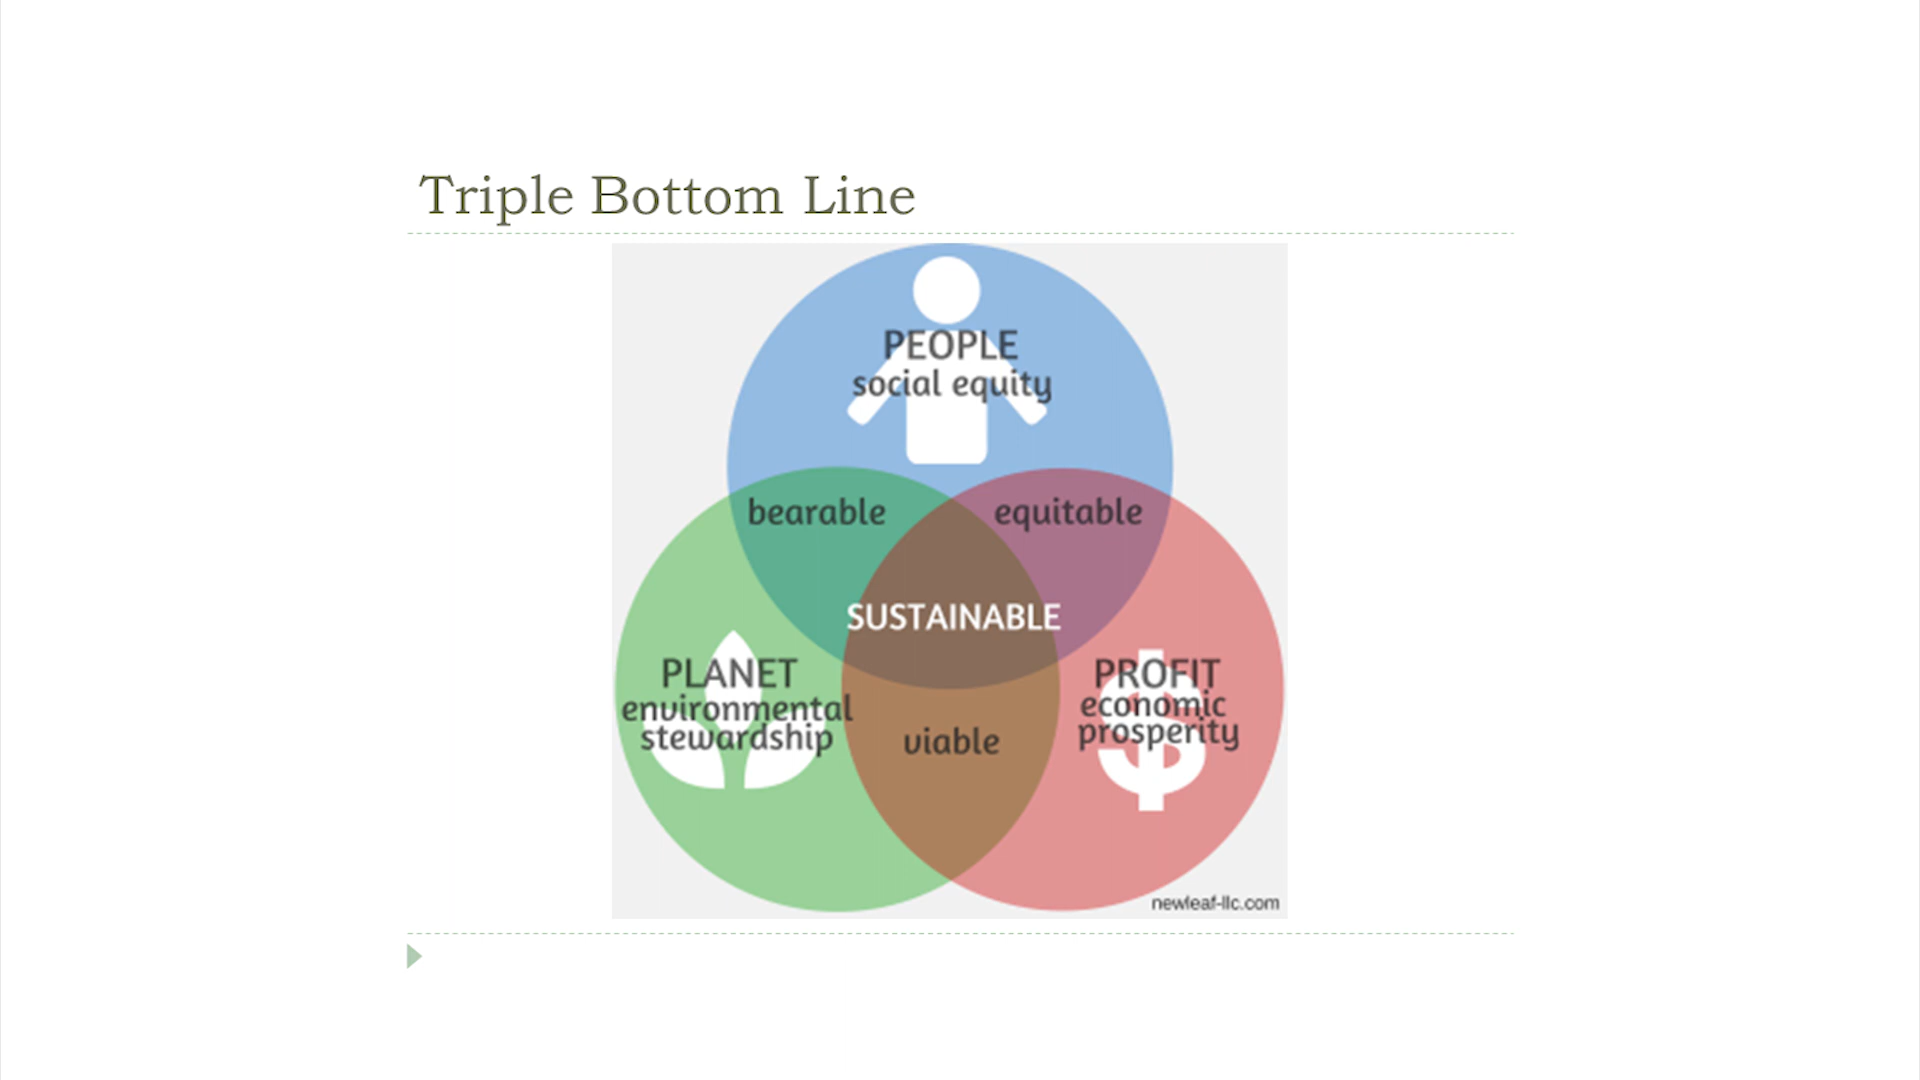 Triple Bottom Line
PEOPLE
social equity
bearable
equitable
SUSTAINABLE
PLANET
environmental
stewardship
PROFIT
economic
prosperity
viable
newleaf-llc.com